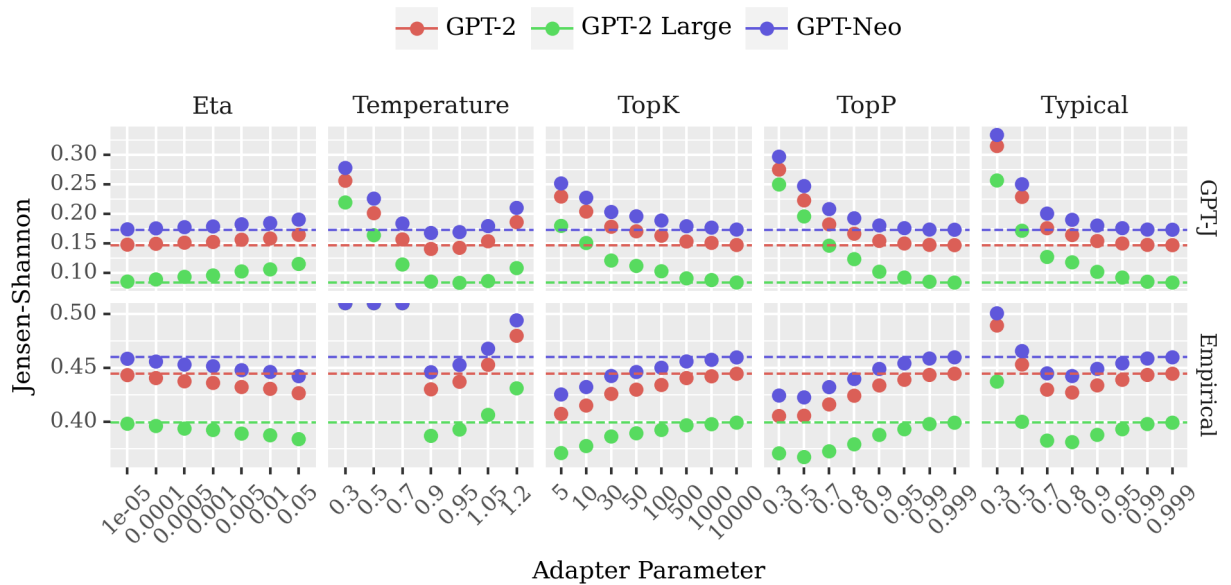 GPT-2 GPT-2 Large GPT-Neo
Eta Temperature TopK TopP Typical
Jensen-Shannon
0.30
0.25
0.20
0.15
0.10
GPT-J
0.50
0.45
0.40
Empirical
1e-05 0.0001 0.0005 0.001 0.005 0.01 0.05 0.3 0.5 0.7 0.9 0.95 1.05 1.2 5 10 30 50 100 500 1000 10000 0.3 0.5 0.7 0.8 0.9 0.95 0.99 0.999 0.3 0.5 0.7 0.8 0.9 0.95 0.99 0.999
Adapter Parameter